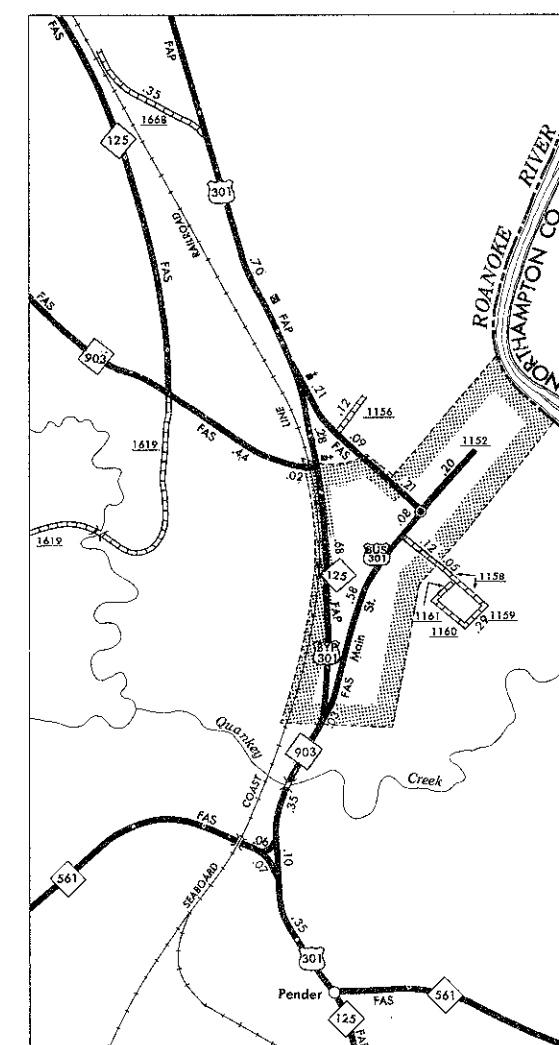 FAS
FAP
.35
1668
125
301
RIVER
ROANOKE
NORTHAMPTON CO
RAILROAD
FAS
.70
FAS
FAP
903
.21
.12
1156
LINE
.28
FAS
.09
1152
1619
FAS
.44
.02
.21
.20
.08
1619
.68
BUS
301
.12
.05
125
1158
FAP
.58
1161
1159
1160
.29
St.
Main
BYP
301
FAS
Quankey
903
Creek
COAST
.35
FAS
.06
.07
.10
561
SEABOARD
.35
301
Pender
FAS
561
125
FAP